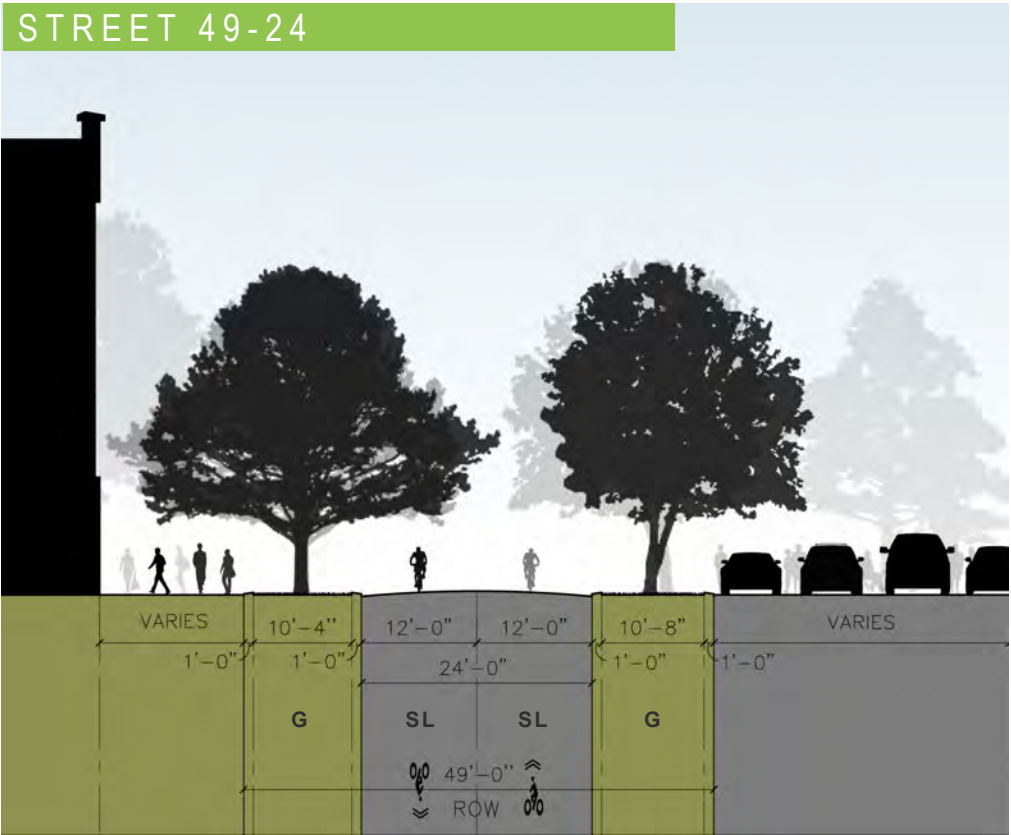 STREET 49-24
VARIES
10'-4"
12'-0"
12'-0"
10'-8"
VARIES
1'-0"
1'-0"
24'-0"
1'-0"
1'-0"
G
SL
SL
G
49'-0"
ROW